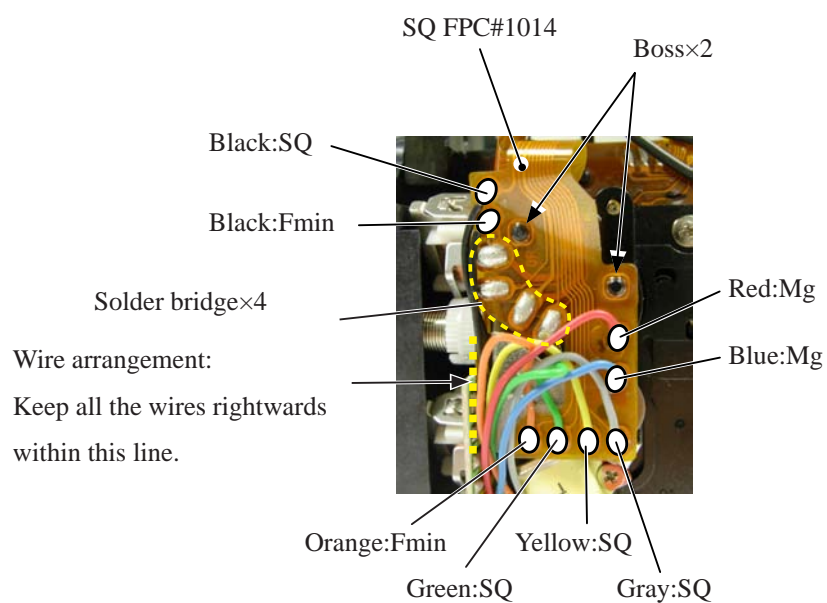 SQ FPC#1014
Boss×2
Black:SQ
Black:Fmin
Solder bridge×4
Red:Mg
Wire arrangement:
Blue:Mg
Keep all the wires rightwards
within this line.
Orange:Fmin
Yellow:SQ
Green:SQ
Gray:SQ